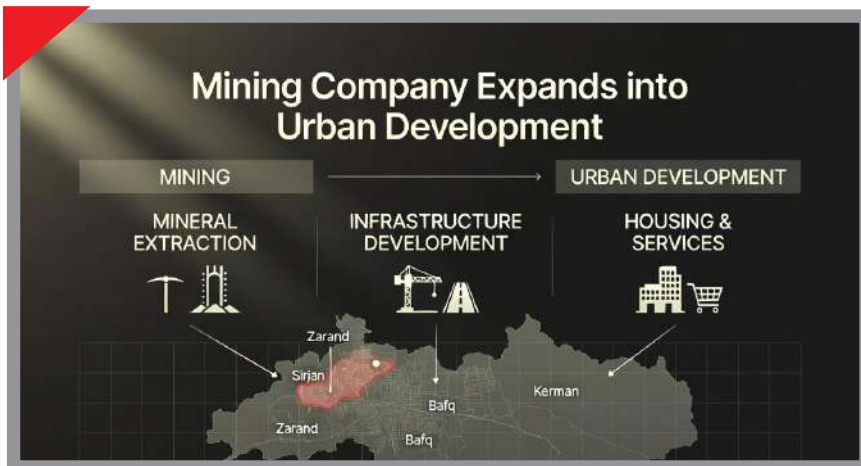 Mining Company Expands into
Urban Development
MINING
URBAN DEVELOPMENT
MINERAL
EXTRACTION
INFRASTRUCTURE
DEVELOPMENT
HOUSING &
SERVICES
Zarand
Sirjan
Kerman
Bafq
Zarand
Bafq